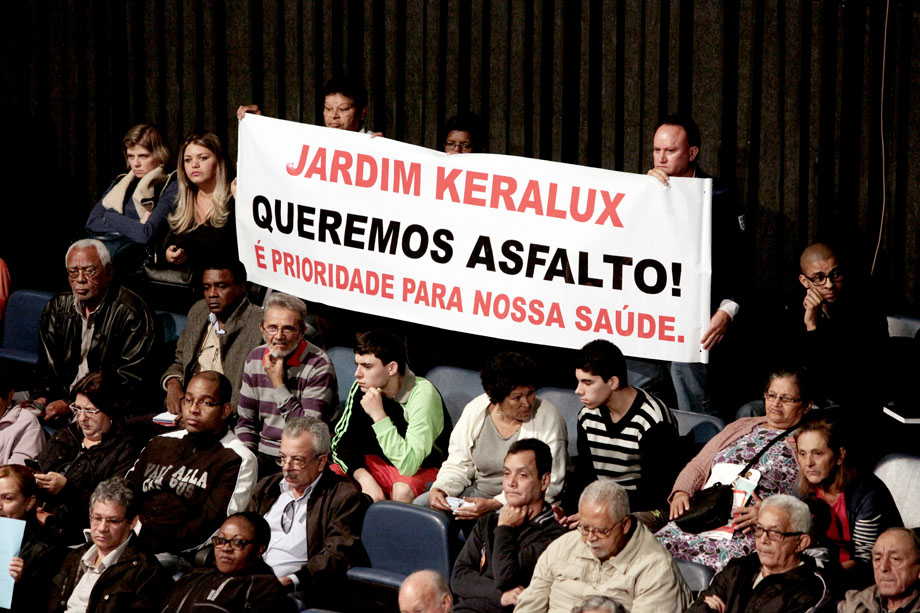 JARDIM KERALUX
QUEREMOS ASFALTO!
É PRIORIDADE PARA NOSSA SAÚDE.